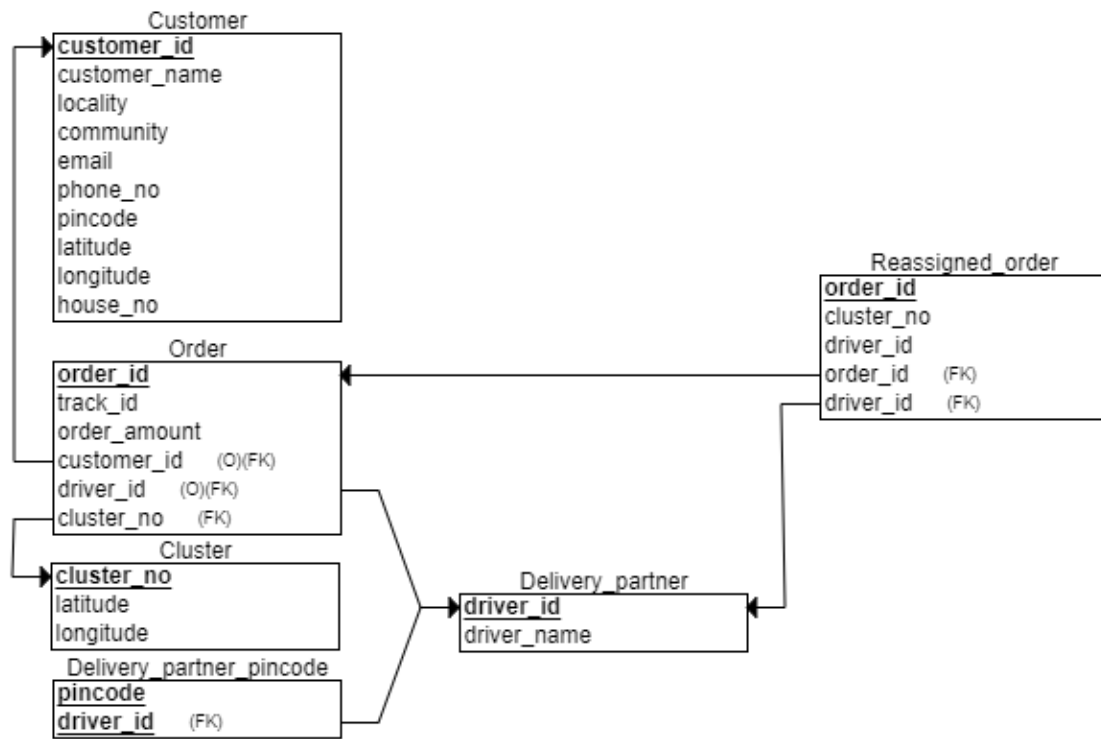 Customer
customer_id
customer_name
locality
community
email
phone_no
pincode
latitude
longitude
house_no
Order
order_id
track_id
order_amount
customer_id (O)(FK)
driver_id (O)(FK)
cluster_no (FK)
Cluster
cluster_no
latitude
longitude
Delivery_partner_pincode
pincode
driver_id (FK)
Delivery_partner
driver_id
driver_name
Reassigned_order
order_id
cluster_no
driver_id
order_id (FK)
driver_id (FK)